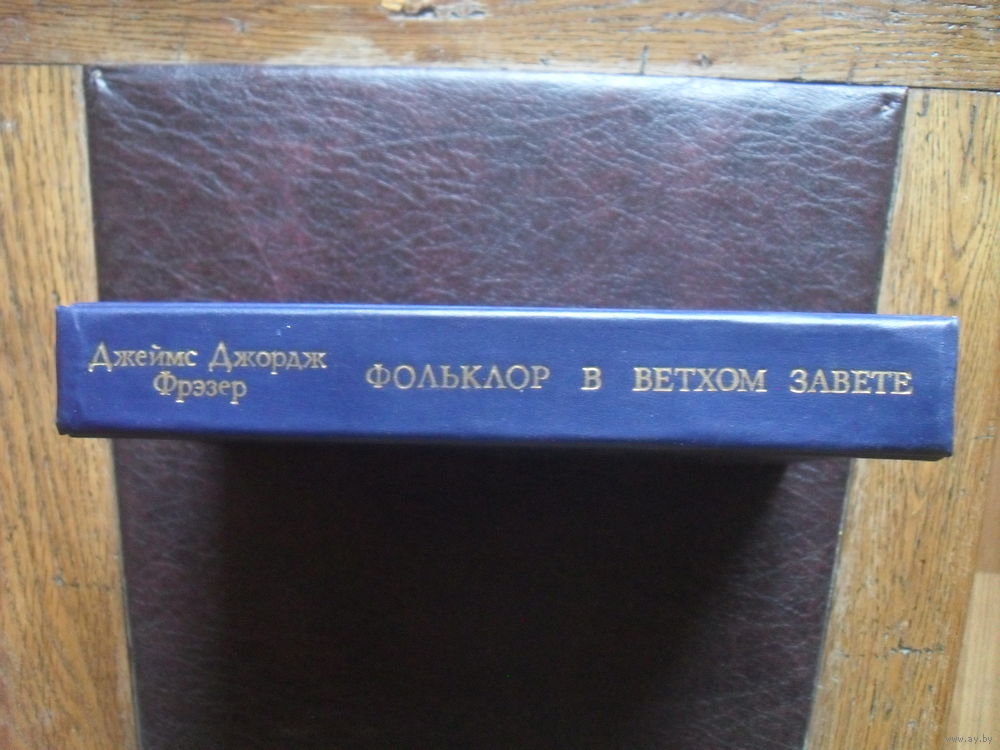 Джеймс Джордж
Фрэзер
ФОЛЬКЛОР В ВЕТХОМ ЗАВЕТЕ
www.ay.by